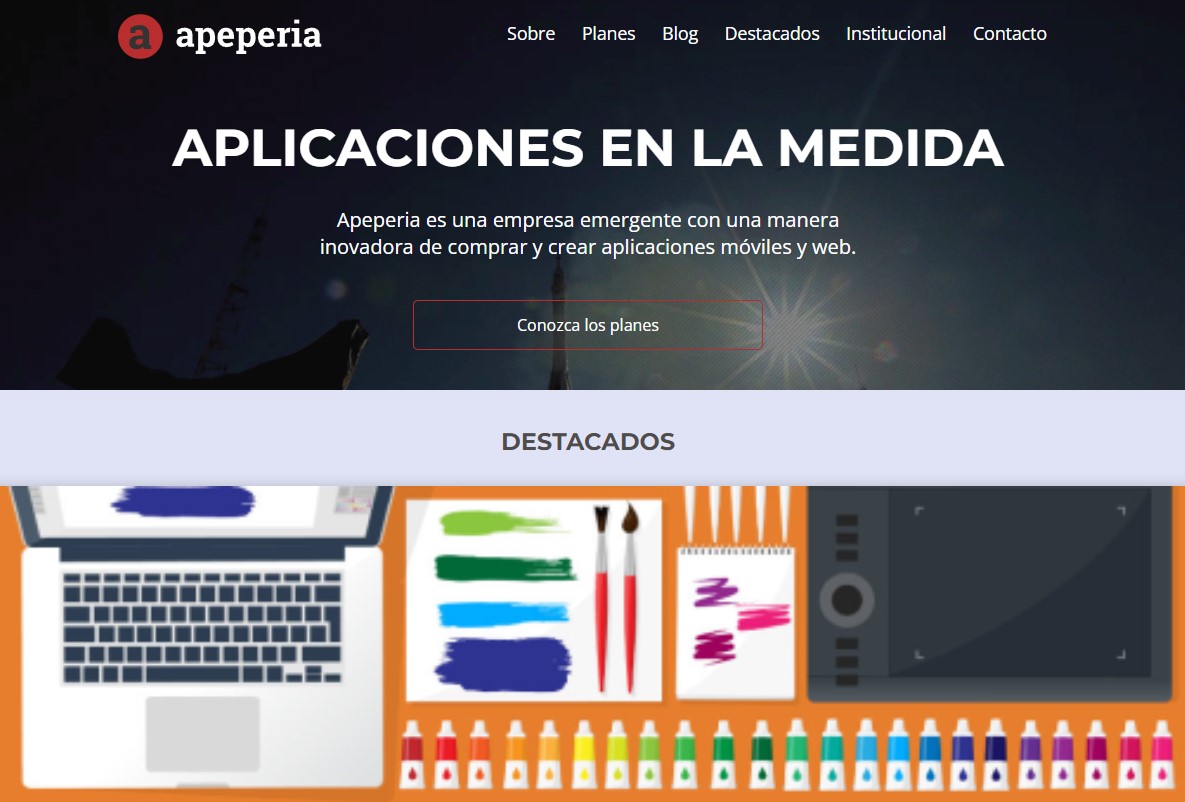 a apeperia
Sobre Planes Blog Destacados Institucional Contacto
APLICACIONES EN LA MEDIDA
Apeperia es una empresa emergente con una manera
inovadora de comprar y crear aplicaciones móviles y web.
Conozca los planes
DESTACADOS